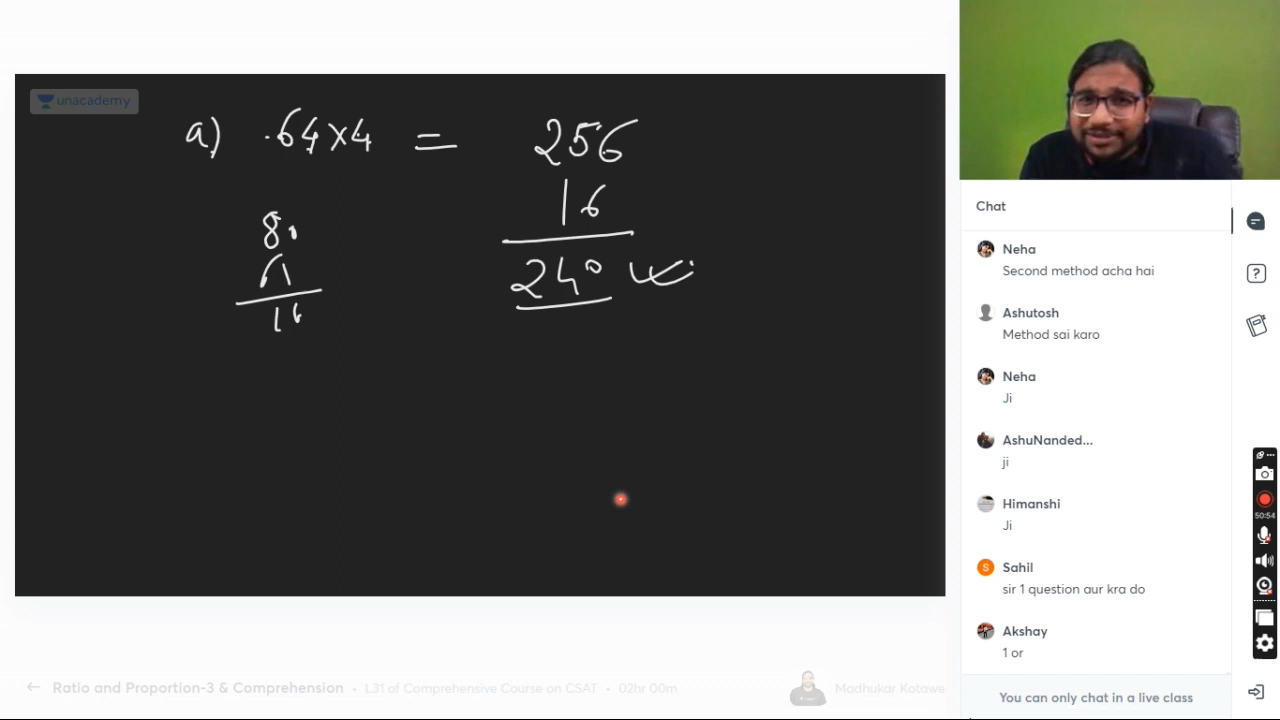 unacademy
a) .64x4 = 256
16
240
80
16
Ratio and Proportion-3 & Comprehension • L31 of Comprehensive Course on CSAT • 02hr 00m
Madhukar Kotawe
Chat
Neha
Second method acha hai
Ashutosh
Method sai karo
Neha
Ji
AshuNanded...
ji
Himanshi
Ji
S
Sahil
sir 1 question aur kra do
Akshay
1 or
You can only chat in a live class
50:54